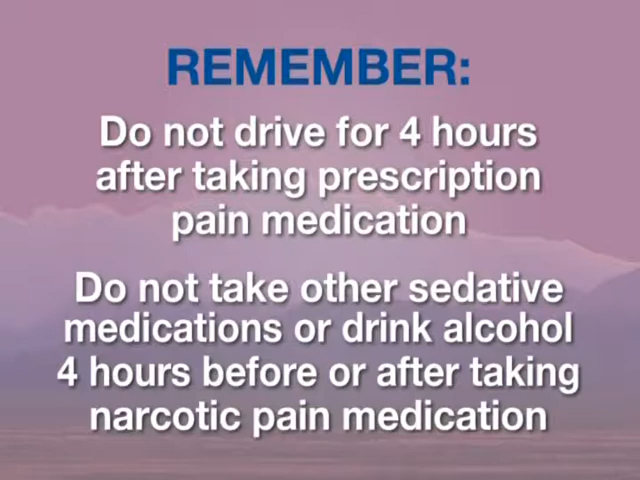 REMEMBER:
Do not drive for 4 hours
after taking prescription
pain medication
Do not take other sedative
medications or drink alcohol
4 hours before or after taking
narcotic pain medication